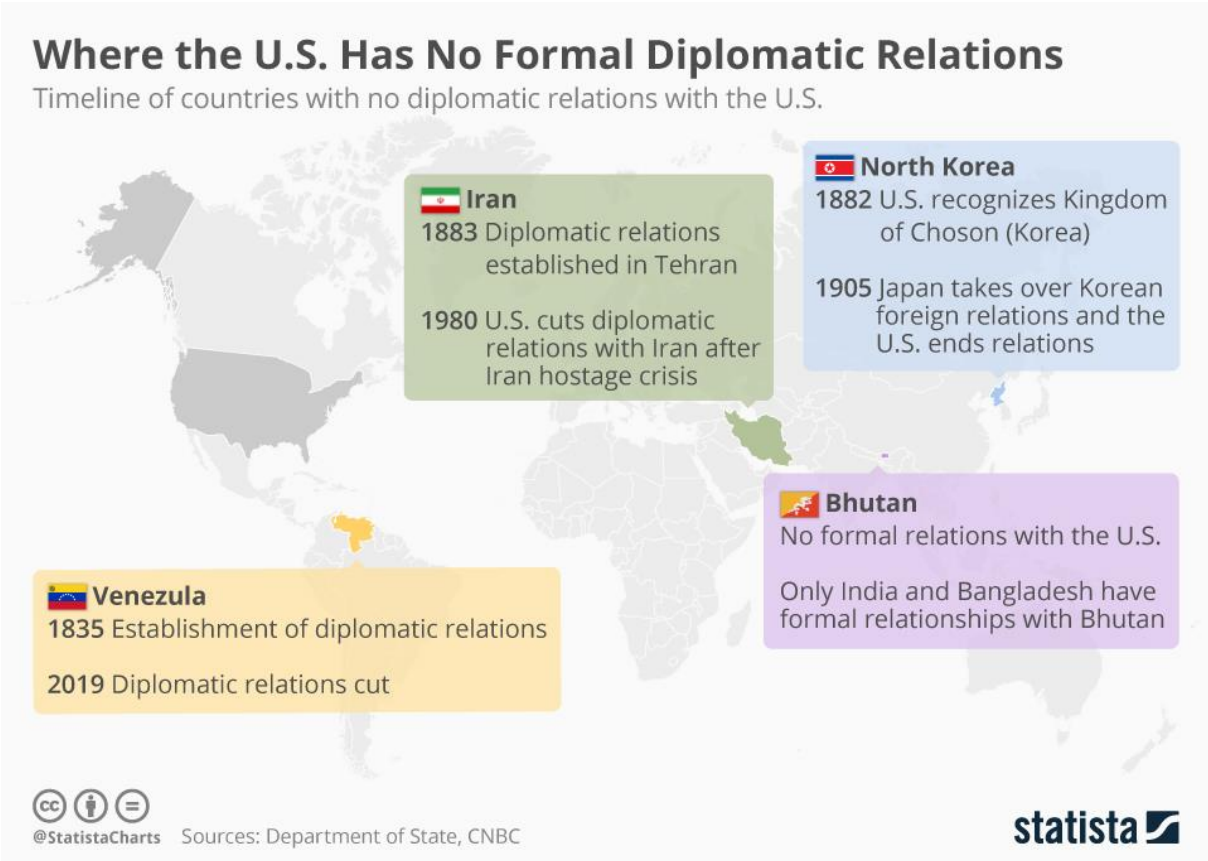 Where the U.S. Has No Formal Diplomatic Relations
Timeline of countries with no diplomatic relations with the U.S.
Iran
1883 Diplomatic relations
established in Tehran
1980 U.S. cuts diplomatic
relations with Iran after
Iran hostage crisis
North Korea
1882 U.S. recognizes Kingdom
of Choson (Korea)
1905 Japan takes over Korean
foreign relations and the
U.S. ends relations
Bhutan
No formal relations with the U.S.
Only India and Bangladesh have
formal relationships with Bhutan
Venezula
1835 Establishment of diplomatic relations
2019 Diplomatic relations cut
cc
@StatistaCharts Sources: Department of State, CNBC
statista